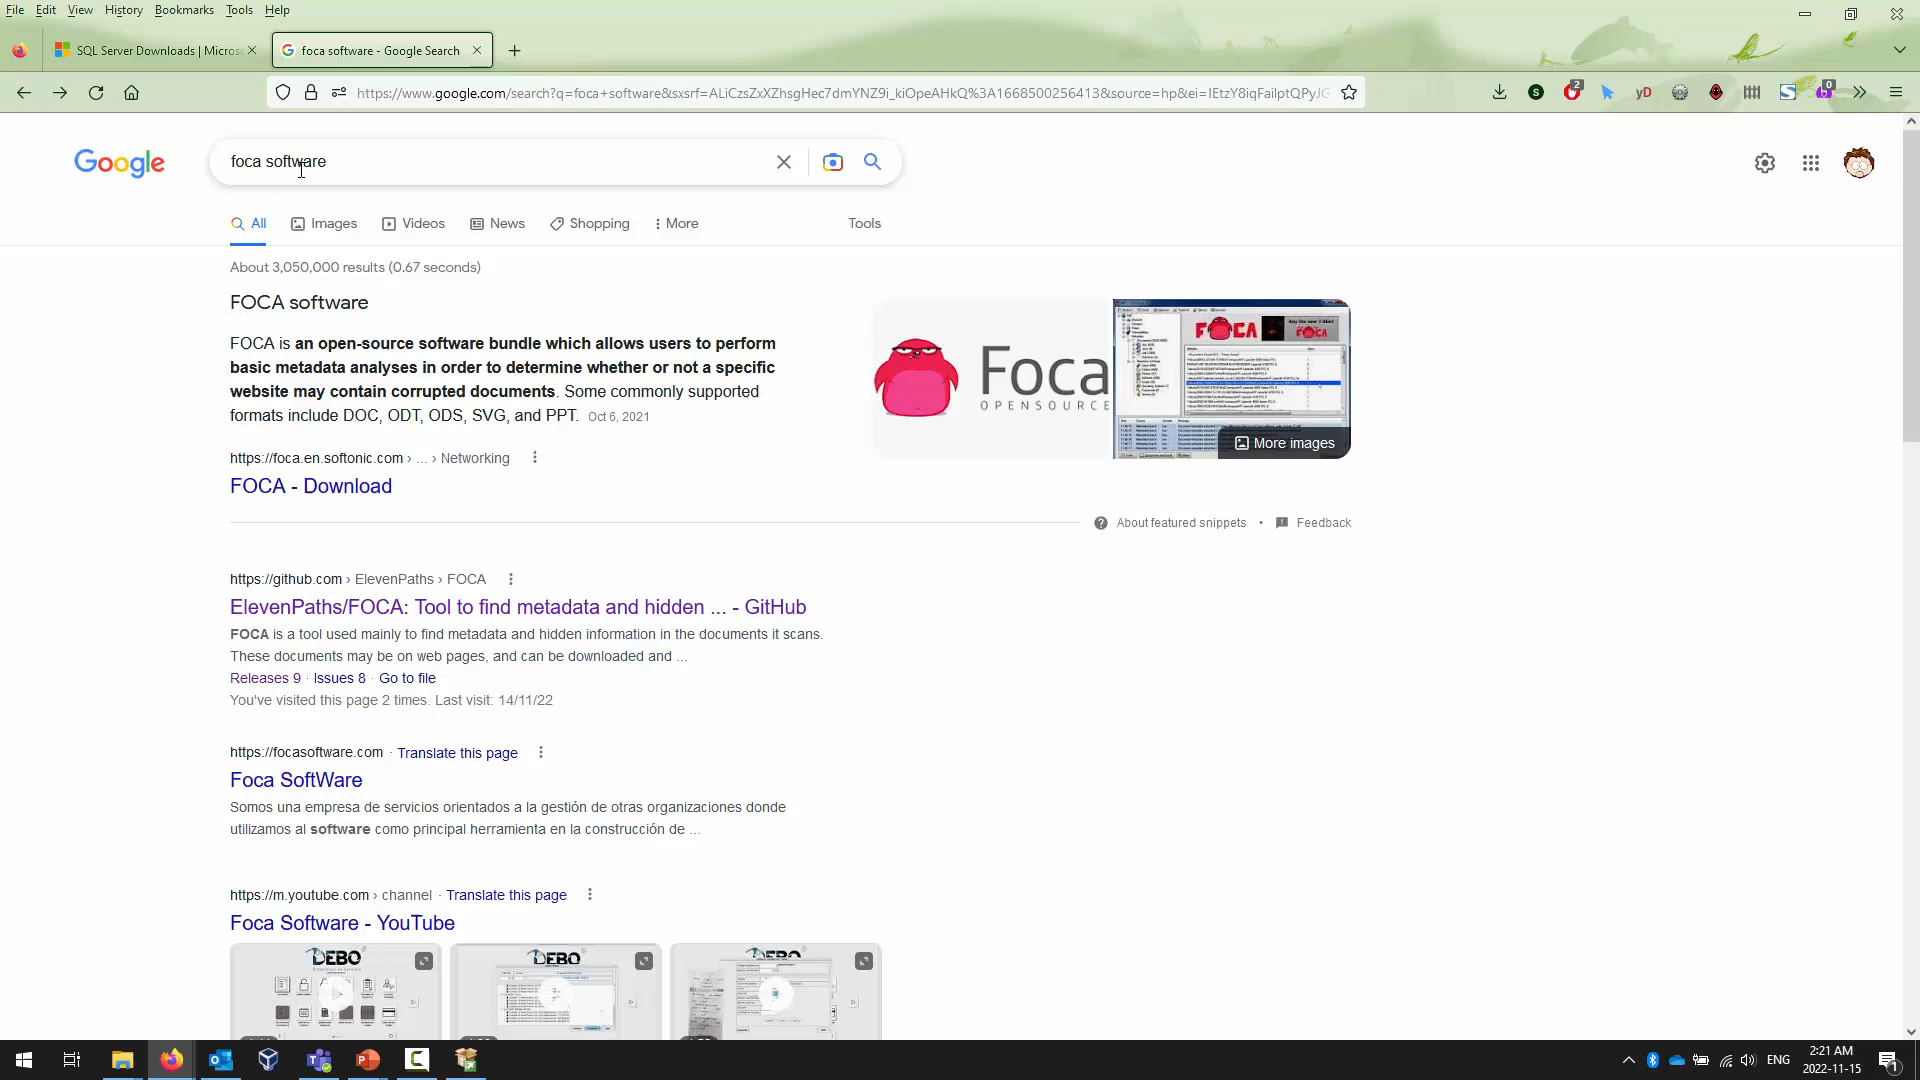 File Edit View History Bookmarks Tools Help
SQL Server Downloads | Microso
foca software - Google Search
https://www.google.com/search?q=foca+software&sxsrf=ALiCzsZxXZhsgHec7dmYNZ9i_kiOpeAHkQ%3A1668500256413&source=hp&ei=IEtzY8iqFailptQPyJG
2
yD
0
Google
foca software
All Images Videos News Shopping More Tools
About 3,050,000 results (0.67 seconds)
FOCA software
FOCA is an open-source software bundle which allows users to perform
basic metadata analyses in order to determine whether or not a specific
website may contain corrupted documents. Some commonly supported
formats include DOC, ODT, ODS, SVG, and PPT. Oct 6, 2021
Foca
OPENSOURCE
FOCA
More images
https://foca.en.softonic.com › ... › Networking
FOCA - Download
About featured snippets • Feedback
https://github.com › ElevenPaths › FOCA
ElevenPaths/FOCA: Tool to find metadata and hidden ... - GitHub
FOCA is a tool used mainly to find metadata and hidden information in the documents it scans.
These documents may be on web pages, and can be downloaded and ...
Releases 9 · Issues 8 · Go to file
You've visited this page 2 times. Last visit: 14/11/22
https://focasoftware.com · Translate this page
Foca SoftWare
Somos una empresa de servicios orientados a la gestión de otras organizaciones donde
utilizamos al software como principal herramienta en la construcción de ...
https://m.youtube.com › channel · Translate this page
Foca Software - YouTube
DEBO DEBO DEBO
ENG
2:21 AM
2022-11-15
1